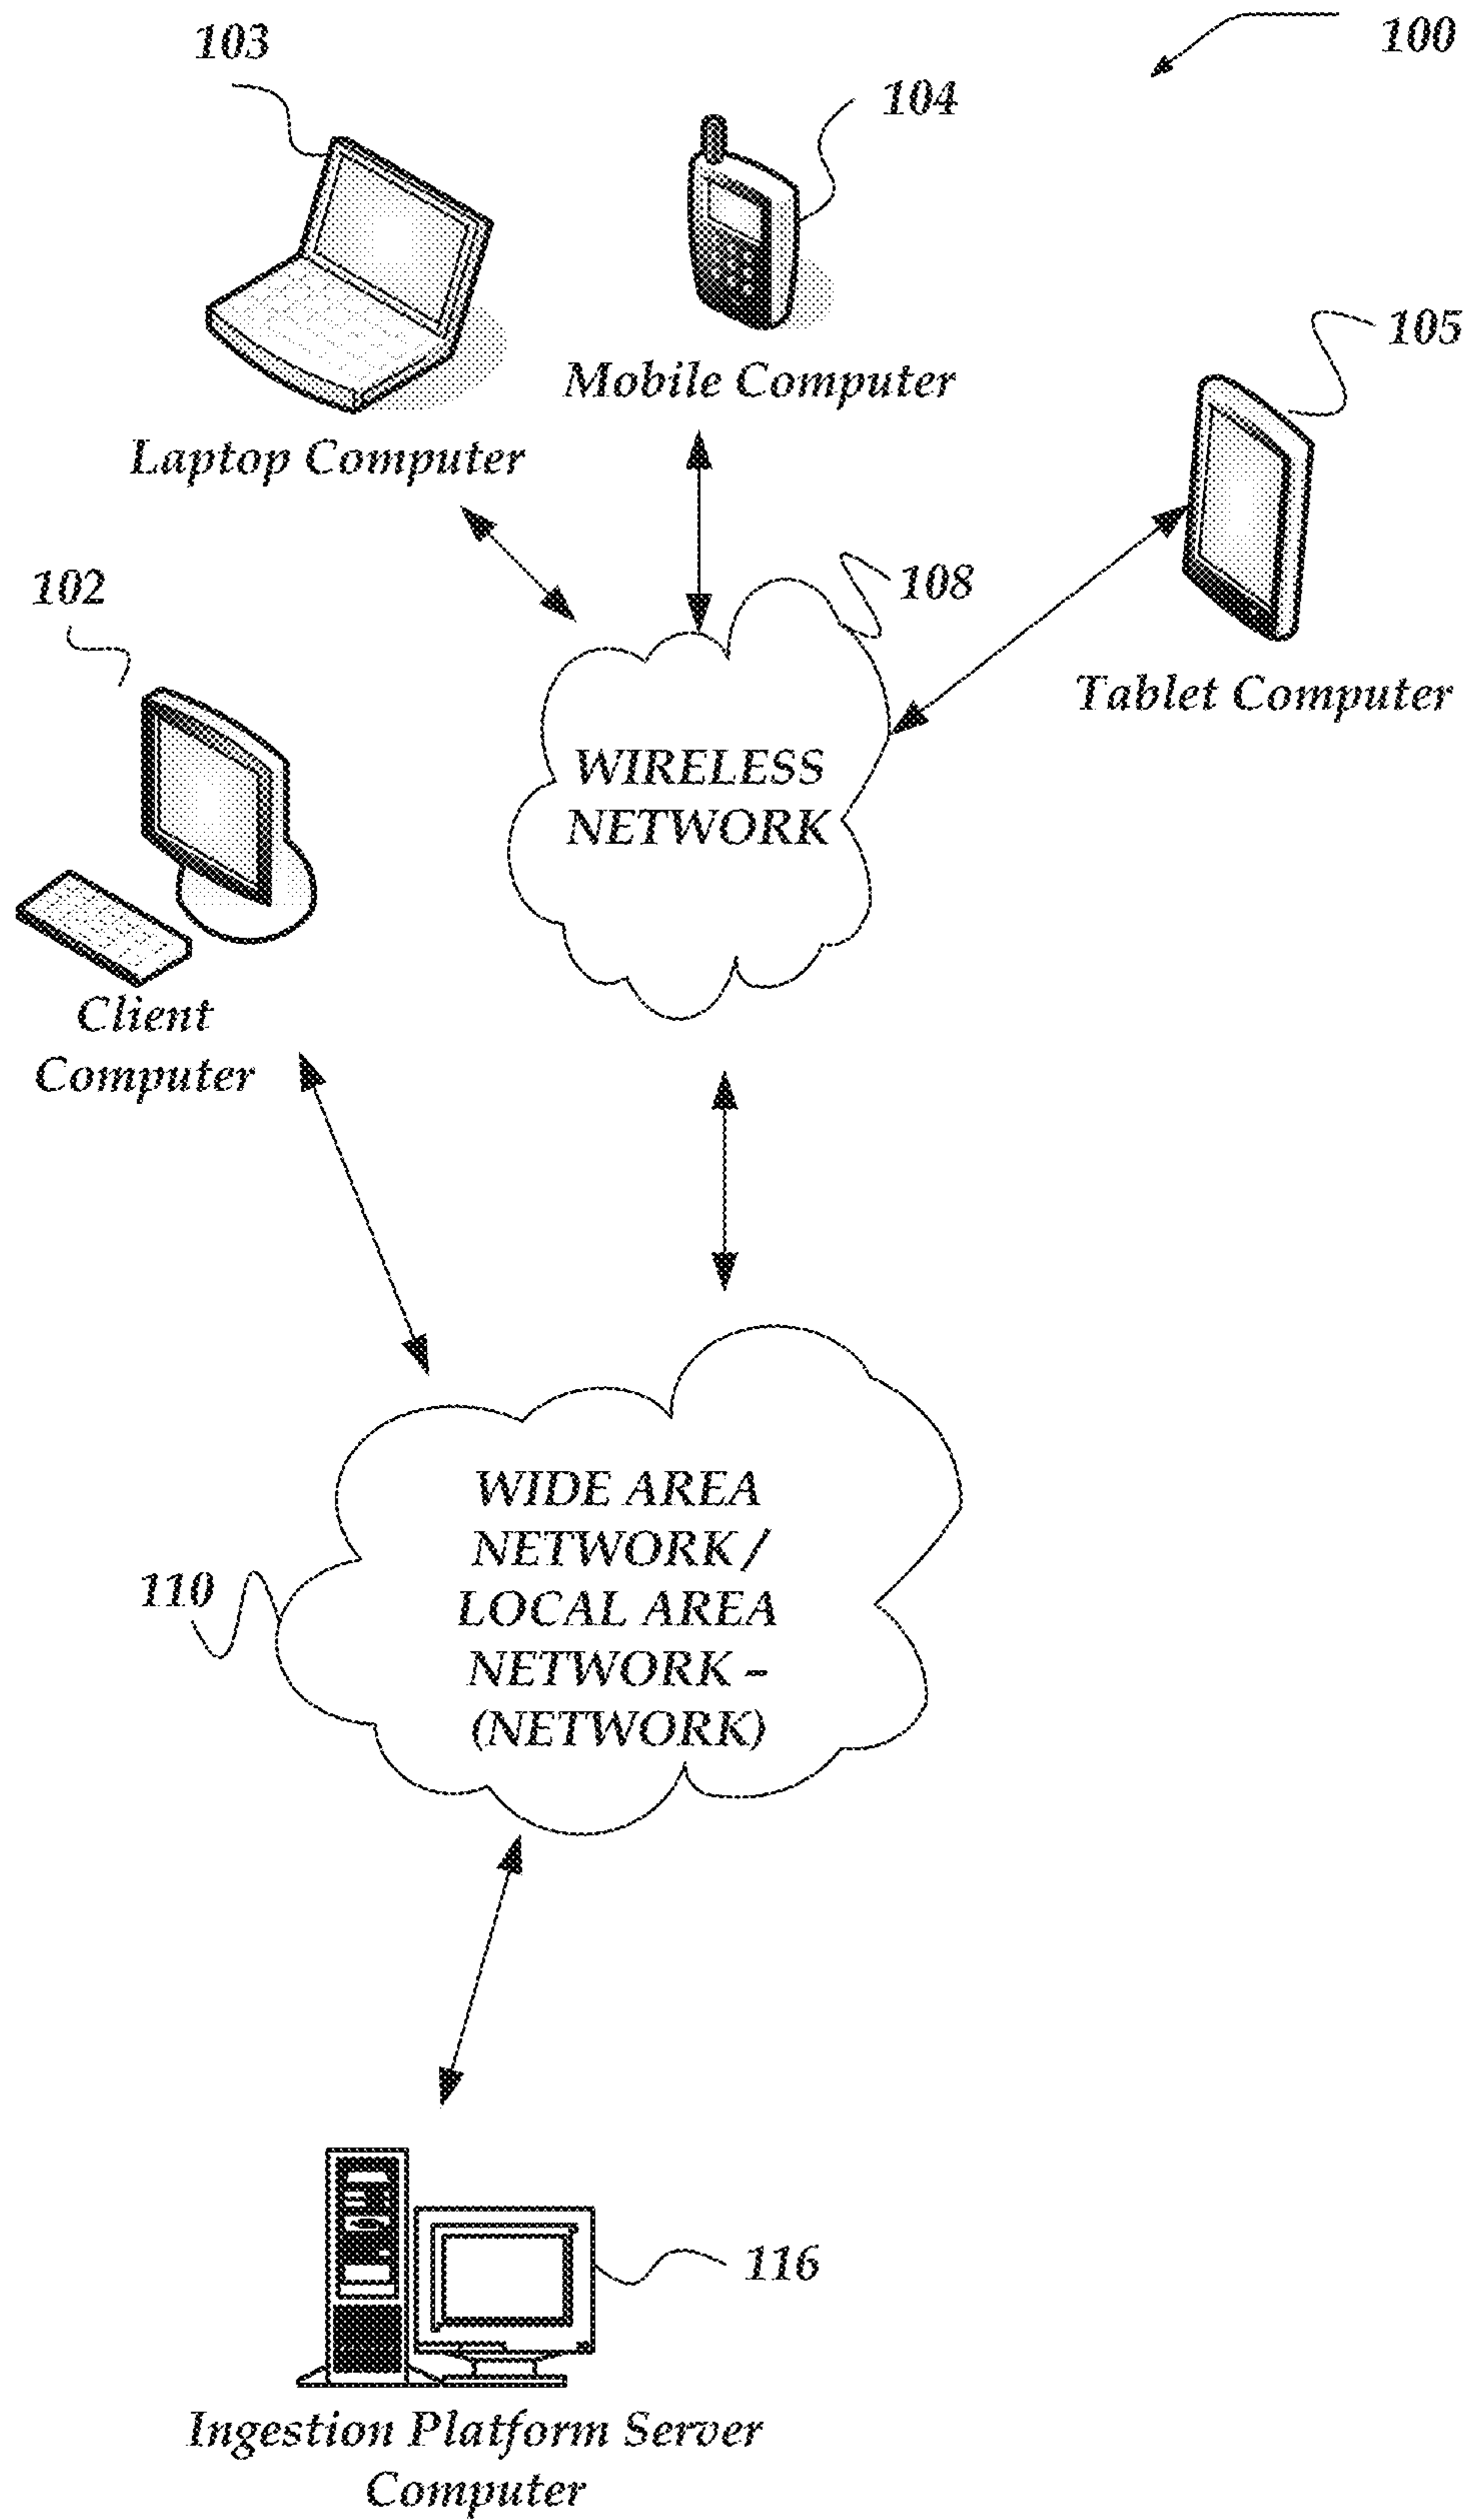 100
103
104
105
Mobile Computer
Laptop Computer
108
102
Tablet Computer
WIRELESS
NETWORK
Client
Computer
WIDE AREA
NETWORK /
LOCAL AREA
NETWORK –
(NETWORK)
110
116
Ingestion Platform Server
Computer